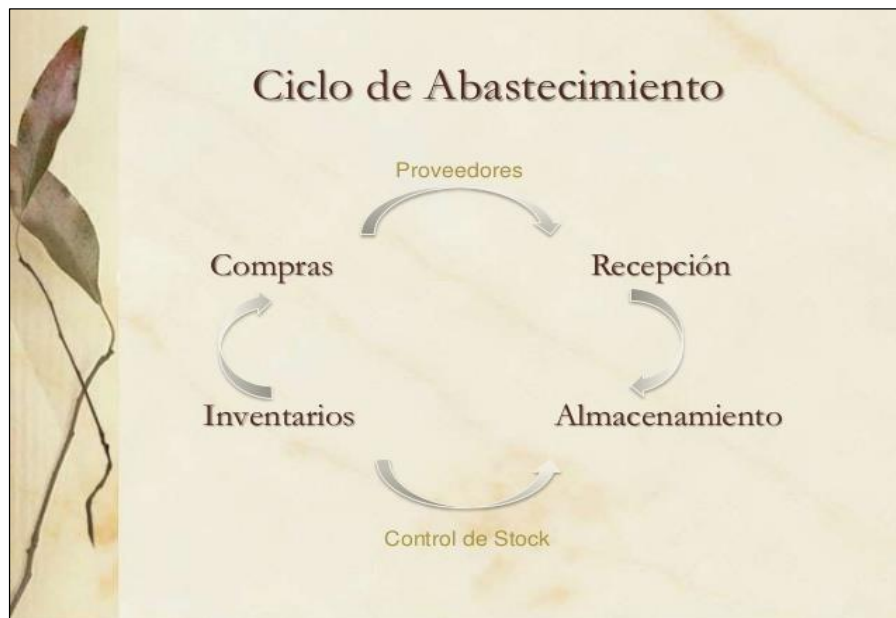 Ciclo de Abastecimiento
Proveedores
Compras
Recepción
Inventarios
Almacenamiento
Control de Stock